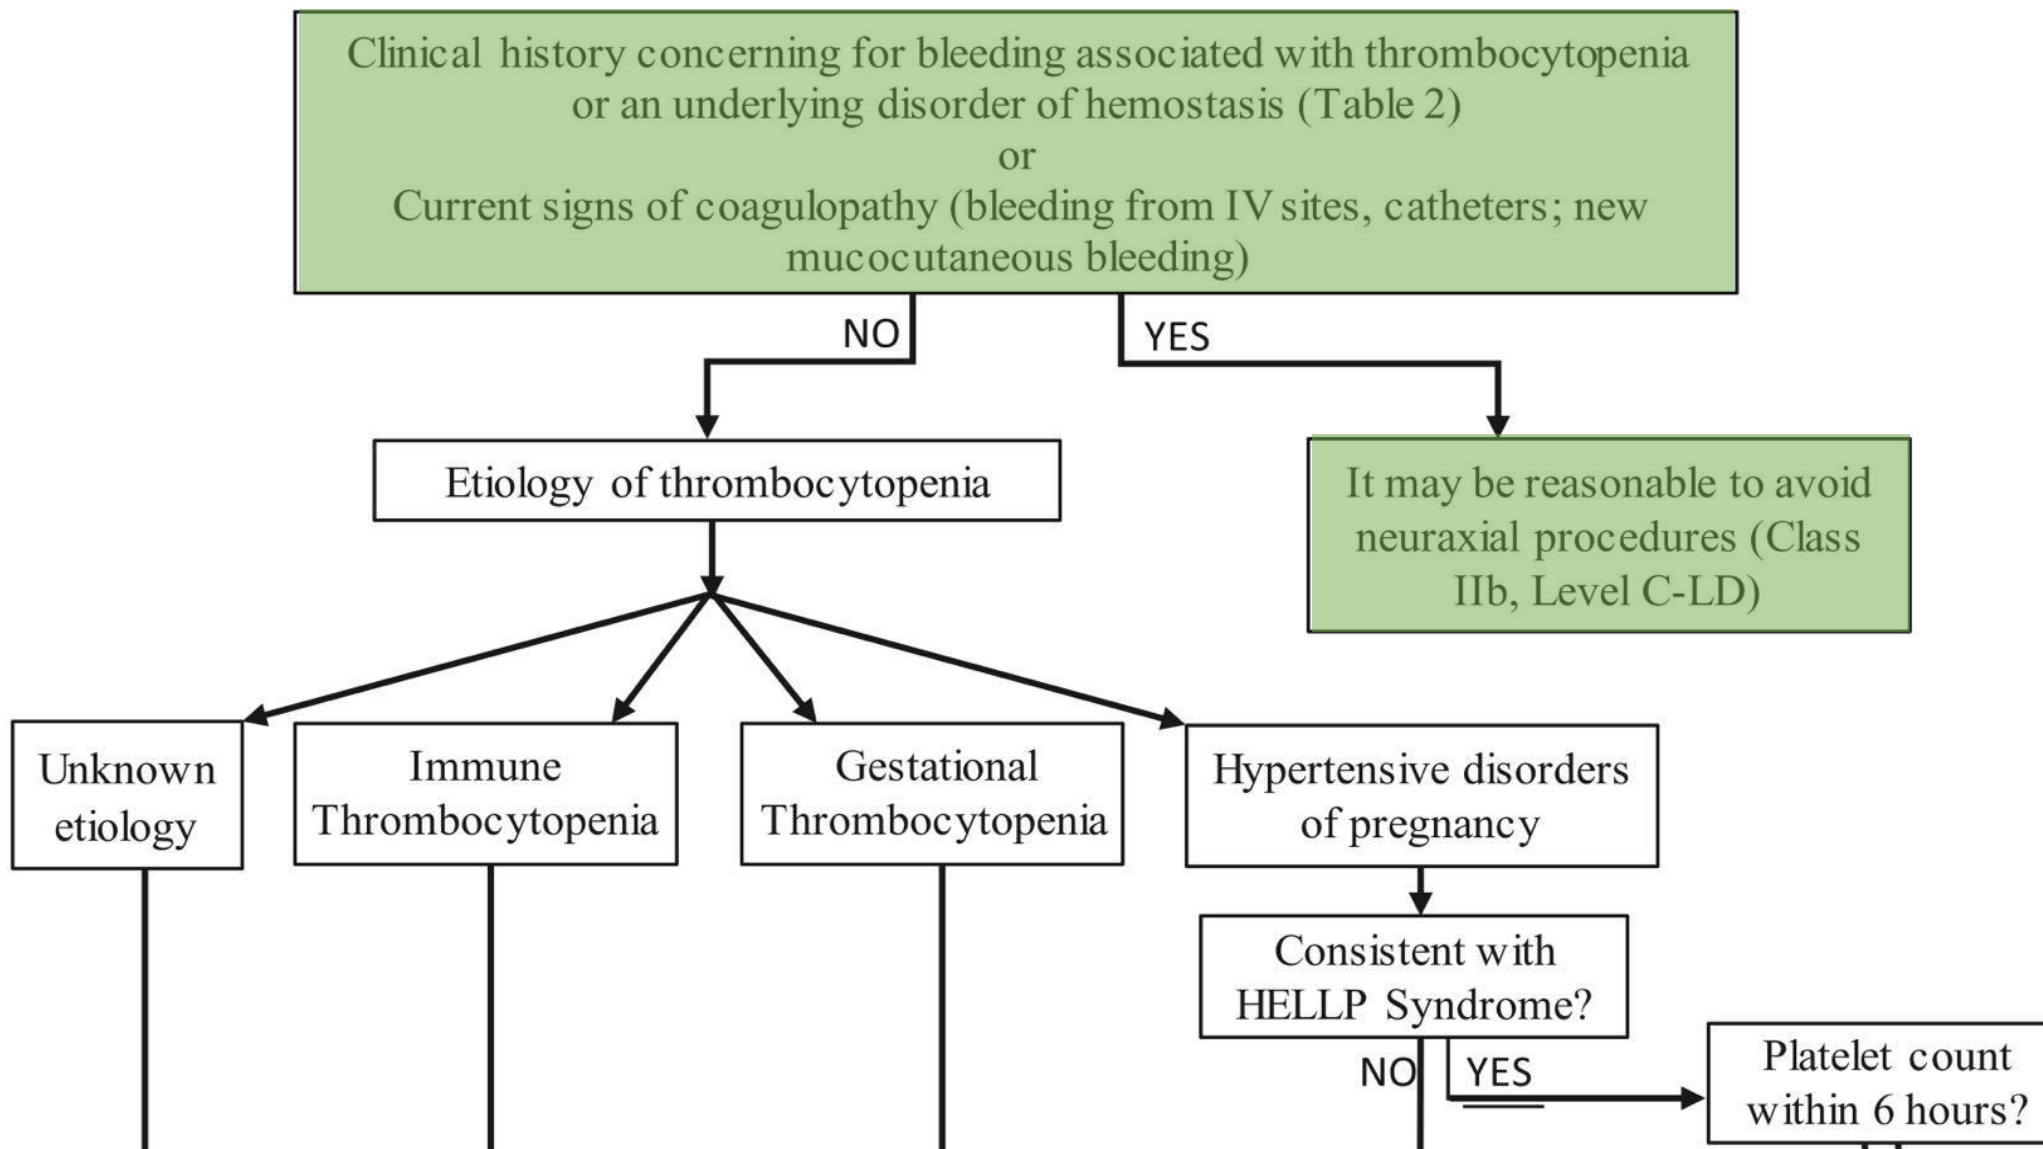 Clinical history concerning for bleeding associated with thrombocytopenia
or an underlying disorder of hemostasis (Table 2)
or
Current signs of coagulopathy (bleeding from IV sites, catheters; new
mucocutaneous bleeding)
NO
YES
Etiology of thrombocytopenia
It may be reasonable to avoid
neuraxial procedures (Class
IIb, Level C-LD)
Unknown
etiology
Immune
Thrombocytopenia
Gestational
Thrombocytopenia
Hypertensive disorders
of pregnancy
Consistent with
HELLP Syndrome?
NO
YES
Platelet count
within 6 hours?